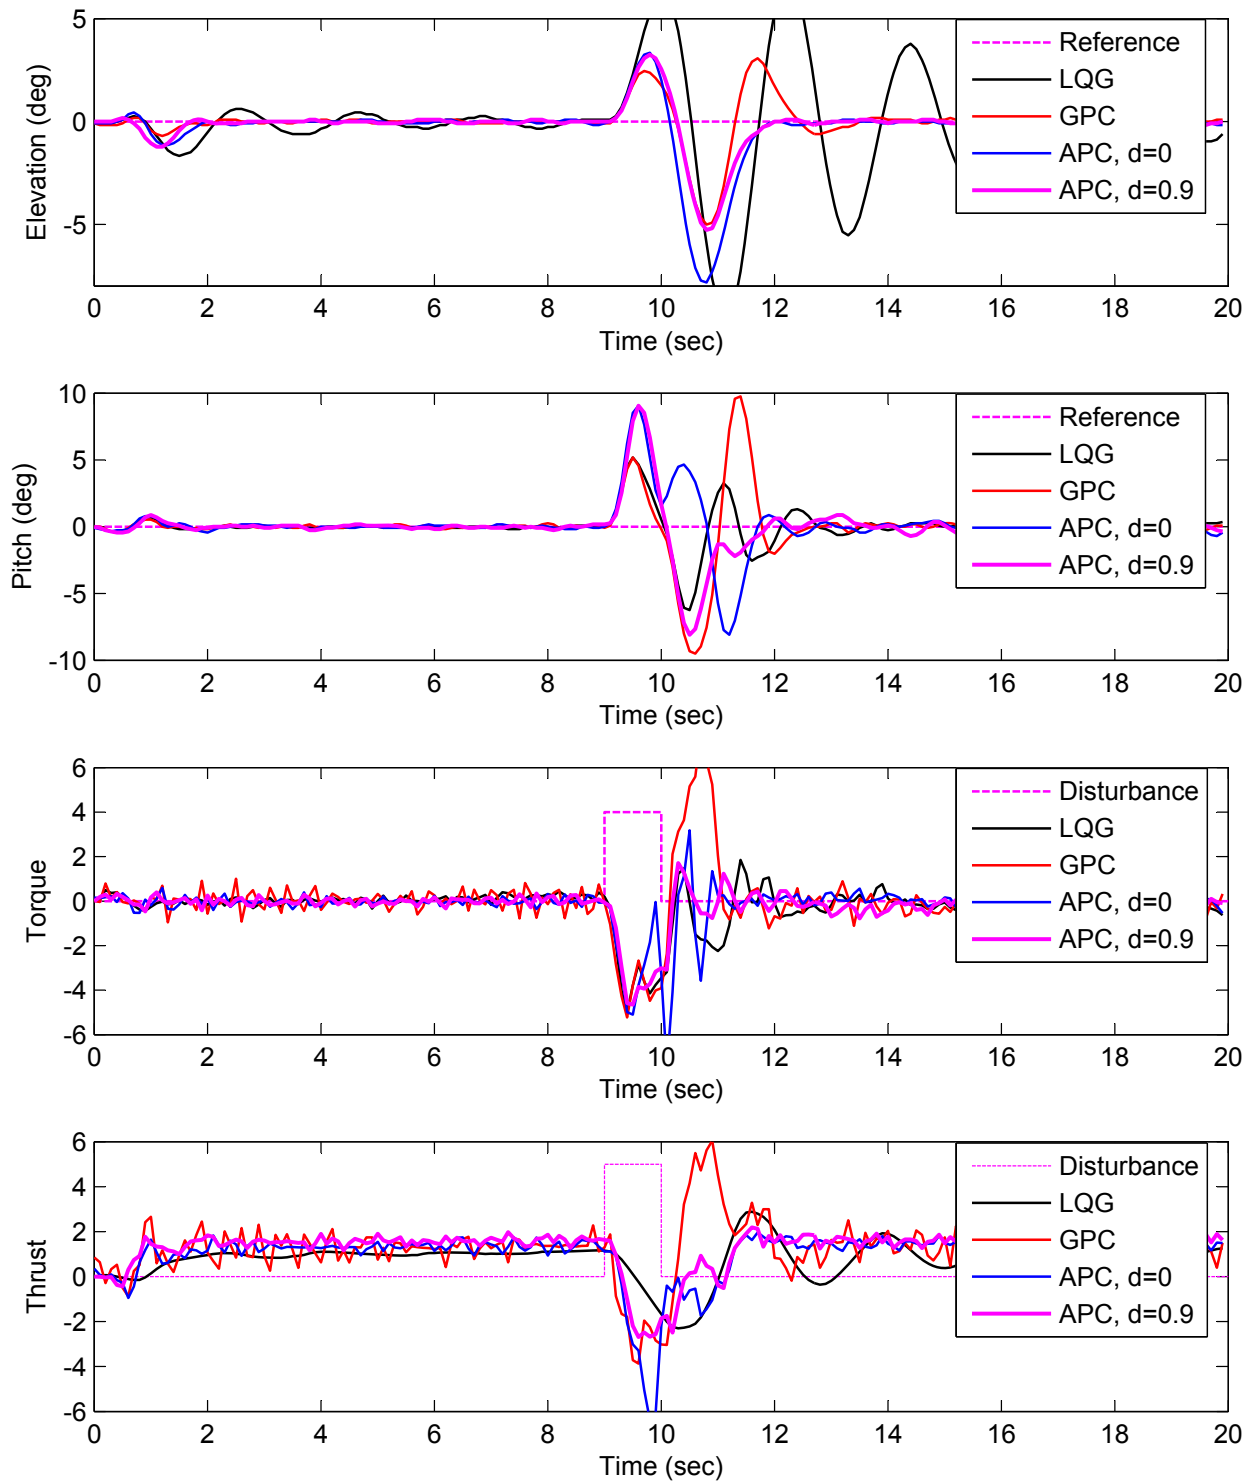 5
0
-5
Elevation (deg)
0 2 4 6 8 10 12 14 16 18 20
Time (sec)
Reference
LQG
GPC
APC, d=0
APC, d=0.9
10
5
0
-5
-10
Pitch (deg)
0 2 4 6 8 10 12 14 16 18 20
Time (sec)
Reference
LQG
GPC
APC, d=0
APC, d=0.9
6
4
2
0
-2
-4
-6
Torque
0 2 4 6 8 10 12 14 16 18 20
Time (sec)
Disturbance
LQG
GPC
APC, d=0
APC, d=0.9
6
4
2
0
-2
-4
-6
Thrust
0 2 4 6 8 10 12 14 16 18 20
Time (sec)
Disturbance
LQG
GPC
APC, d=0
APC, d=0.9